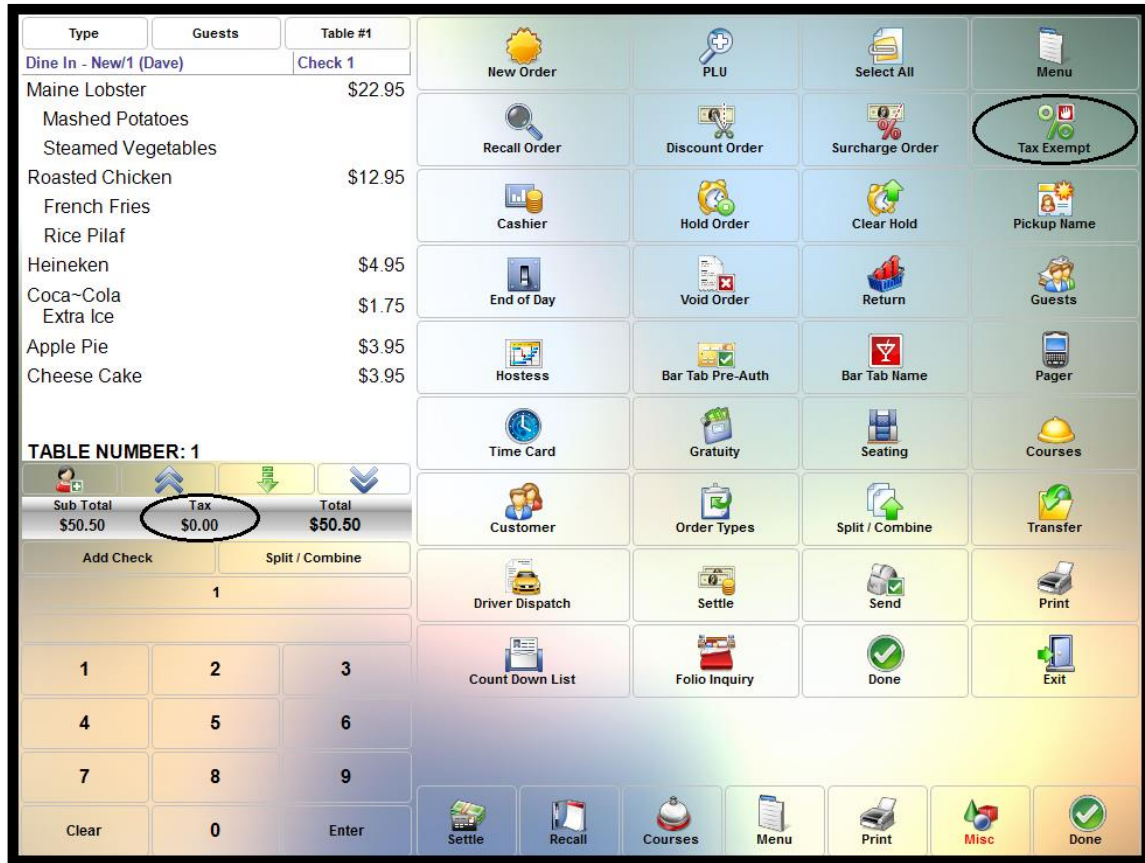 Type Guests Table #1
Dine In - New/1 (Dave) Check 1
Maine Lobster $22.95
Mashed Potatoes
Steamed Vegetables
Roasted Chicken $12.95
French Fries
Rice Pilaf
Heineken $4.95
Coca~Cola $1.75
Extra Ice
Apple Pie $3.95
Cheese Cake $3.95
TABLE NUMBER: 1
Sub Total Tax Total
$50.50 $0.00 $50.50
Add Check Split / Combine
1
1 2 3
4 5 6
7 8 9
Clear 0 Enter
New Order PLU Select All Menu
Recall Order Discount Order Surcharge Order Tax Exempt
Cashier Hold Order Clear Hold Pickup Name
End of Day Void Order Return Guests
Hostess Bar Tab Pre-Auth Bar Tab Name Pager
Time Card Gratuity Seating Courses
Customer Order Types Split / Combine Transfer
Driver Dispatch Settle Send Print
Count Down List Folio Inquiry Done Exit
Settle Recall Courses Menu Print Misc Done